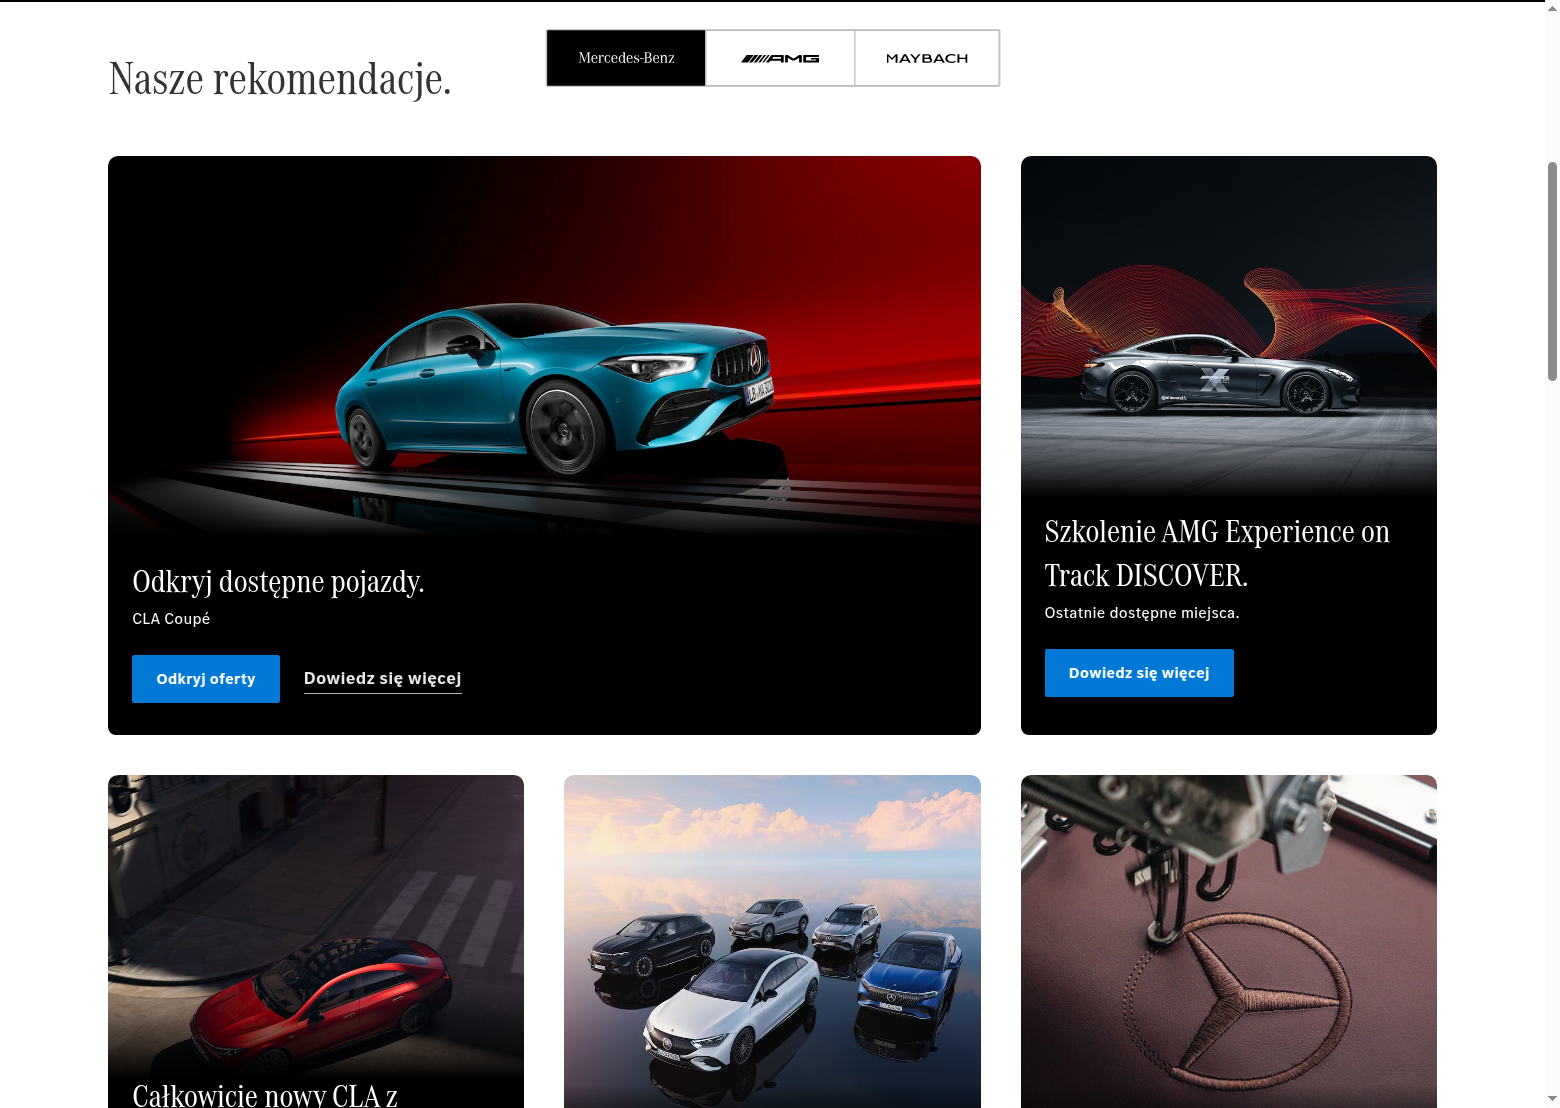 Mercedes-Benz
AMG
MAYBACH
Nasze rekomendacje.
Odkryj dostępne pojazdy.
CLA Coupé
Odkryj oferty
Dowiedz się więcej
Szkolenie AMG Experience on
Track DISCOVER.
Ostatnie dostępne miejsca.
Dowiedz się więcej
Całkowicie nowy CLA z